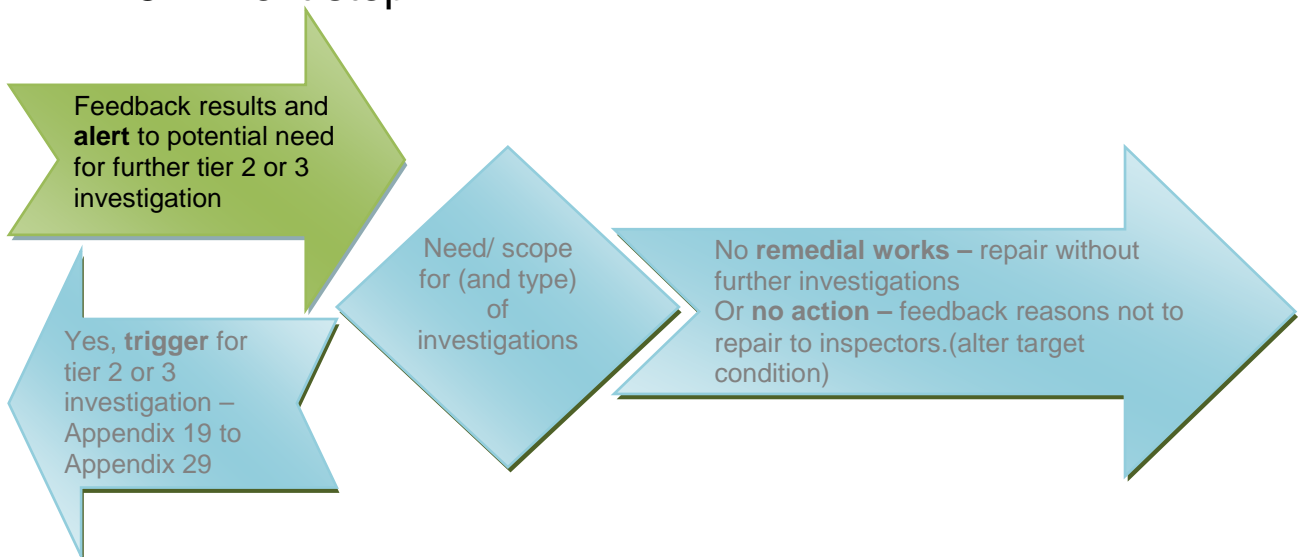 Feedback results and
alert to potential need
for further tier 2 or 3
investigation
Need/ scope
for (and type)
of
investigations
No remedial works – repair without
further investigations
Or no action – feedback reasons not to
repair to inspectors.(alter target
condition)
Yes, trigger for
tier 2 or 3
investigation –
Appendix 19 to
Appendix 29